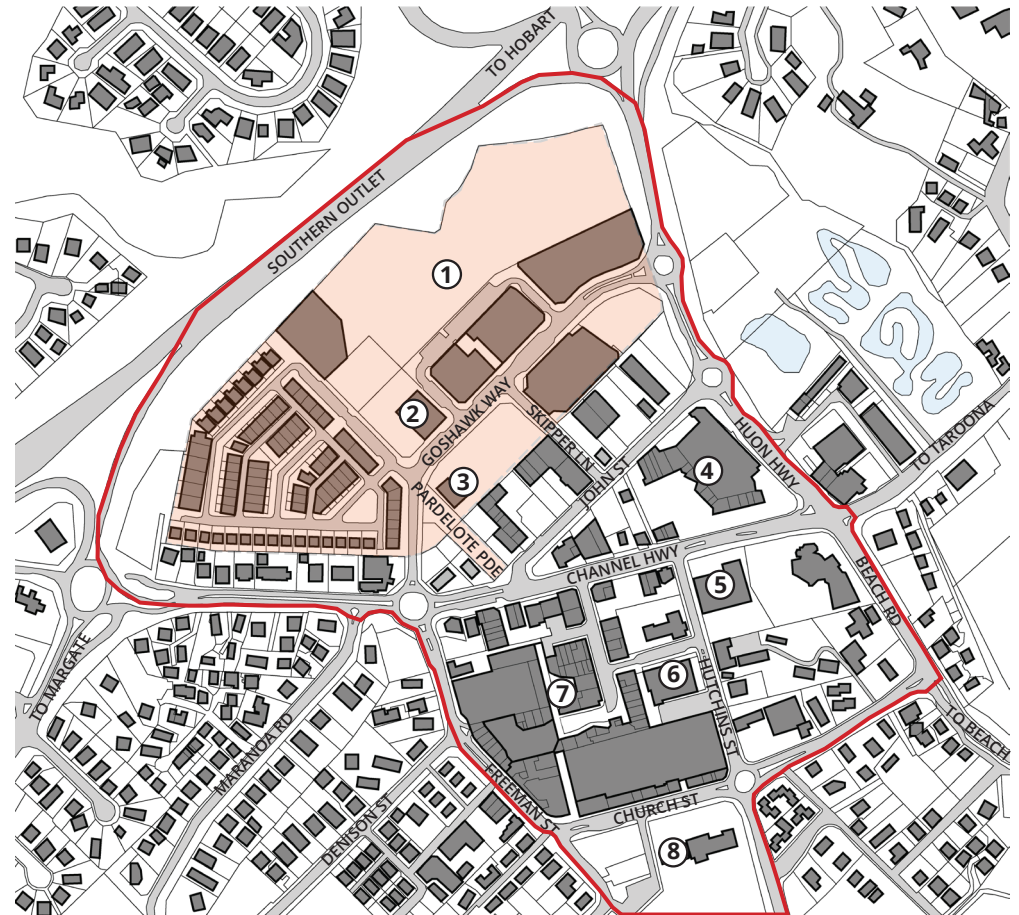 TO HOBART
SOUTHERN OUTLET
1
2
GOSHAWK WAY
SKIPPER LN
3
PARDELOTE PDE
JOHN ST
4
HUON HWY
TO TAROONA
CHANNEL HWY
5
BEACH RD
TO MARGATE
MARANOA RD
6
HUTCHINS ST
7
TO BEACH
DENISON ST
FREEMAN ST
CHURCH ST
8